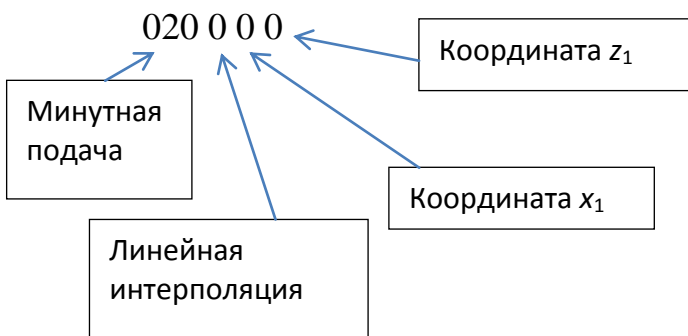 020 0 0 0
Координата z₁
Минутная
подача
Координата x₁
Линейная
интерполяция